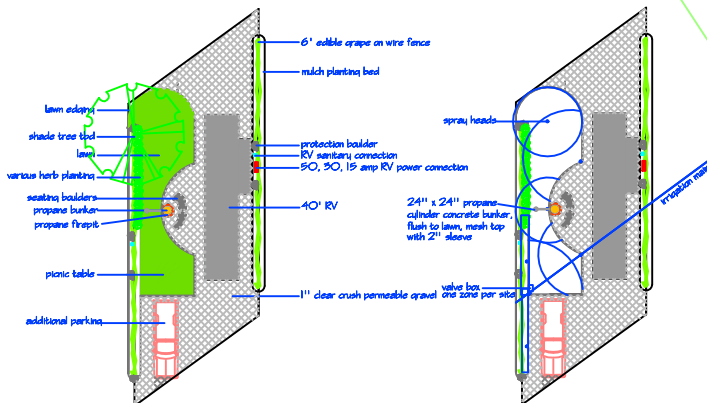 6' edible grape on wire fence
mulch planting bed
lawn edging
shade tree tbd
lawn
various herb planting
seating boulders
propane bunker
propane firepit
protection boulder
RV sanitary connection
50, 30, 15 amp RV power connection
40' RV
picnic table
1" clear crush permeable gravel
additional parking
spray heads
24" x 24" propane
cylinder concrete bunker,
flush to lawn, mesh top
with 2" sleeve
valve box
one zone per site
irrigation main